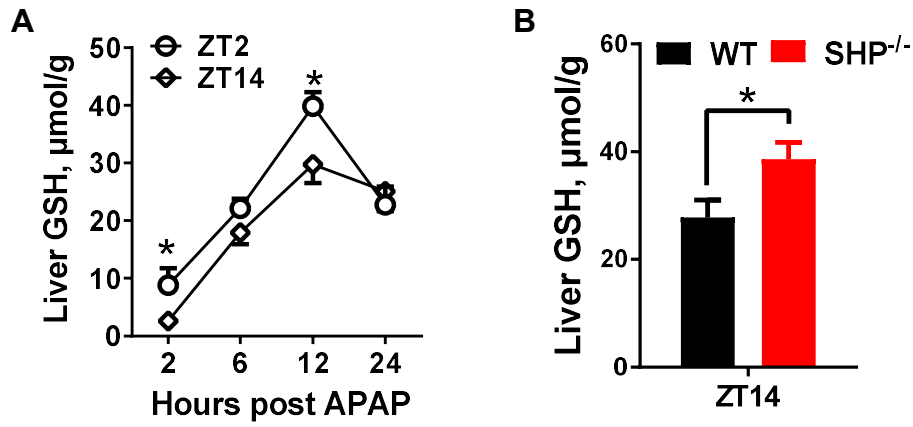 A
Liver GSH, μmol/g
50
40
30
20
10
0
ZT2
ZT14
*
*
2 6 12 24
Hours post APAP
B
Liver GSH, μmol/g
60
40
20
0
WT SHP-/-
*
ZT14